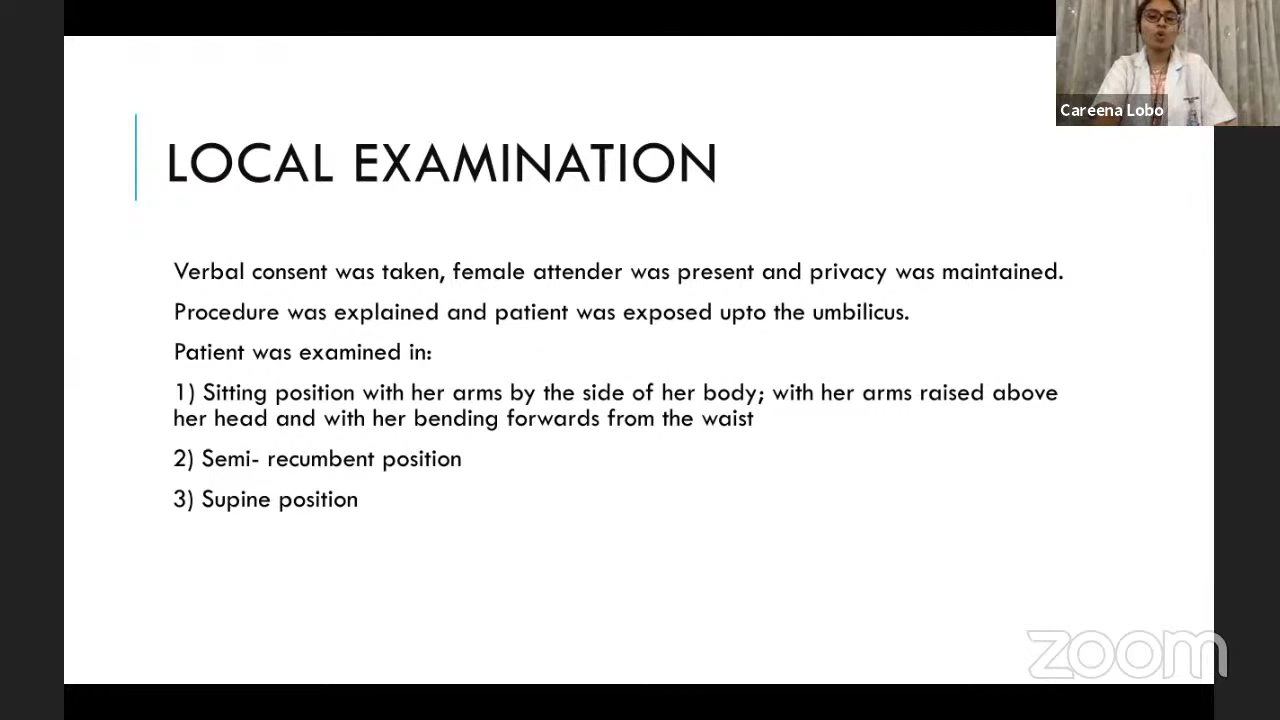 Careena Lobo
LOCAL EXAMINATION
Verbal consent was taken, female attender was present and privacy was maintained.
Procedure was explained and patient was exposed upto the umbilicus.
Patient was examined in:
1) Sitting position with her arms by the side of her body; with her arms raised above
her head and with her bending forwards from the waist
2) Semi- recumbent position
3) Supine position
zoom